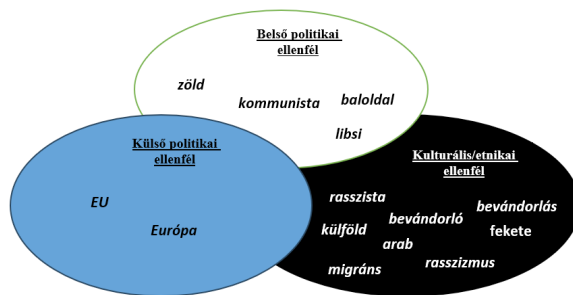 Belső politikai
ellenfél
zöld
kommunista
baloldal
libsi
Külső politikai
ellenfél
EU
Európa
Kulturális/etnikai
ellenfél
rasszista
bevándorlás
bevándorló
külföld
fekete
arab
rasszizmus
migráns